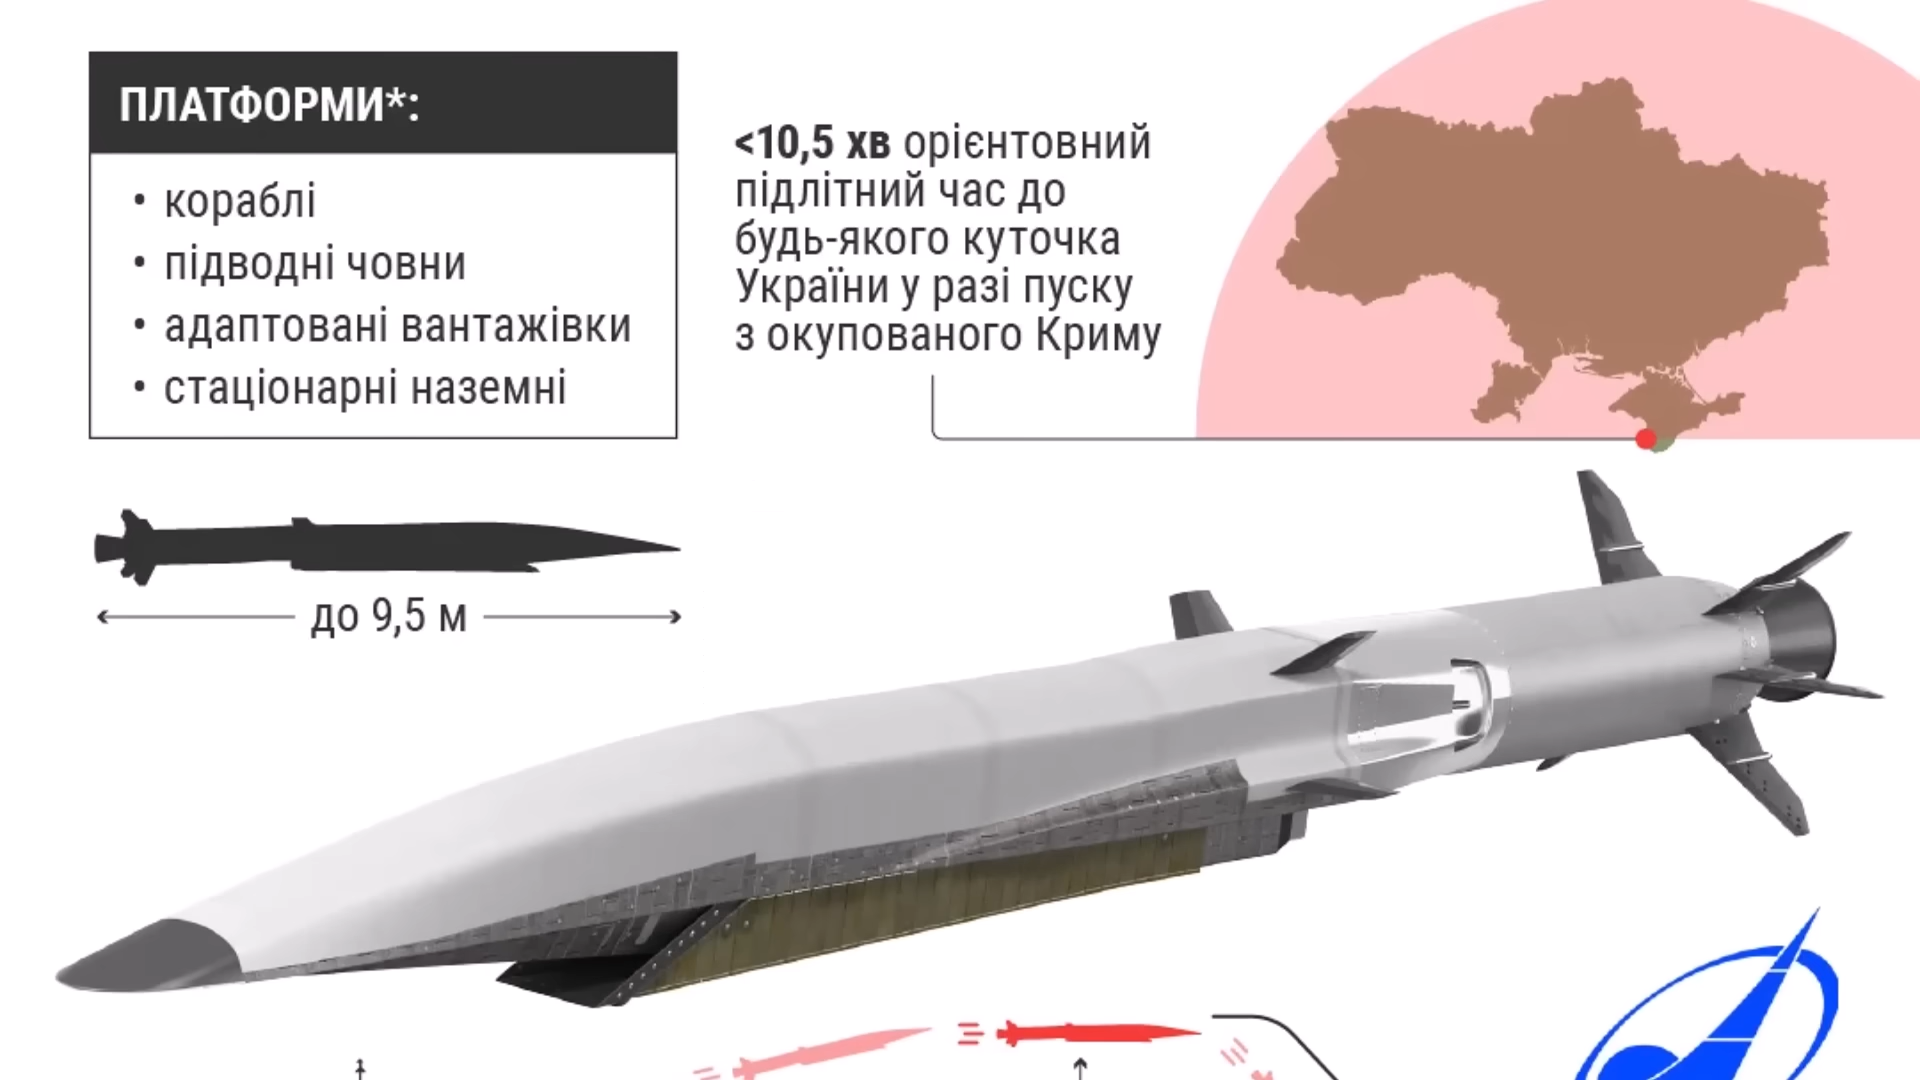 ПЛАТФОРМИ*:
• кораблі
• підводні човни
• адаптовані вантажівки
• стаціонарні наземні
<10,5 хв орієнтовний
підлітний час до
будь-якого куточка
України у разі пуску
з окупованого Криму
до 9,5 м